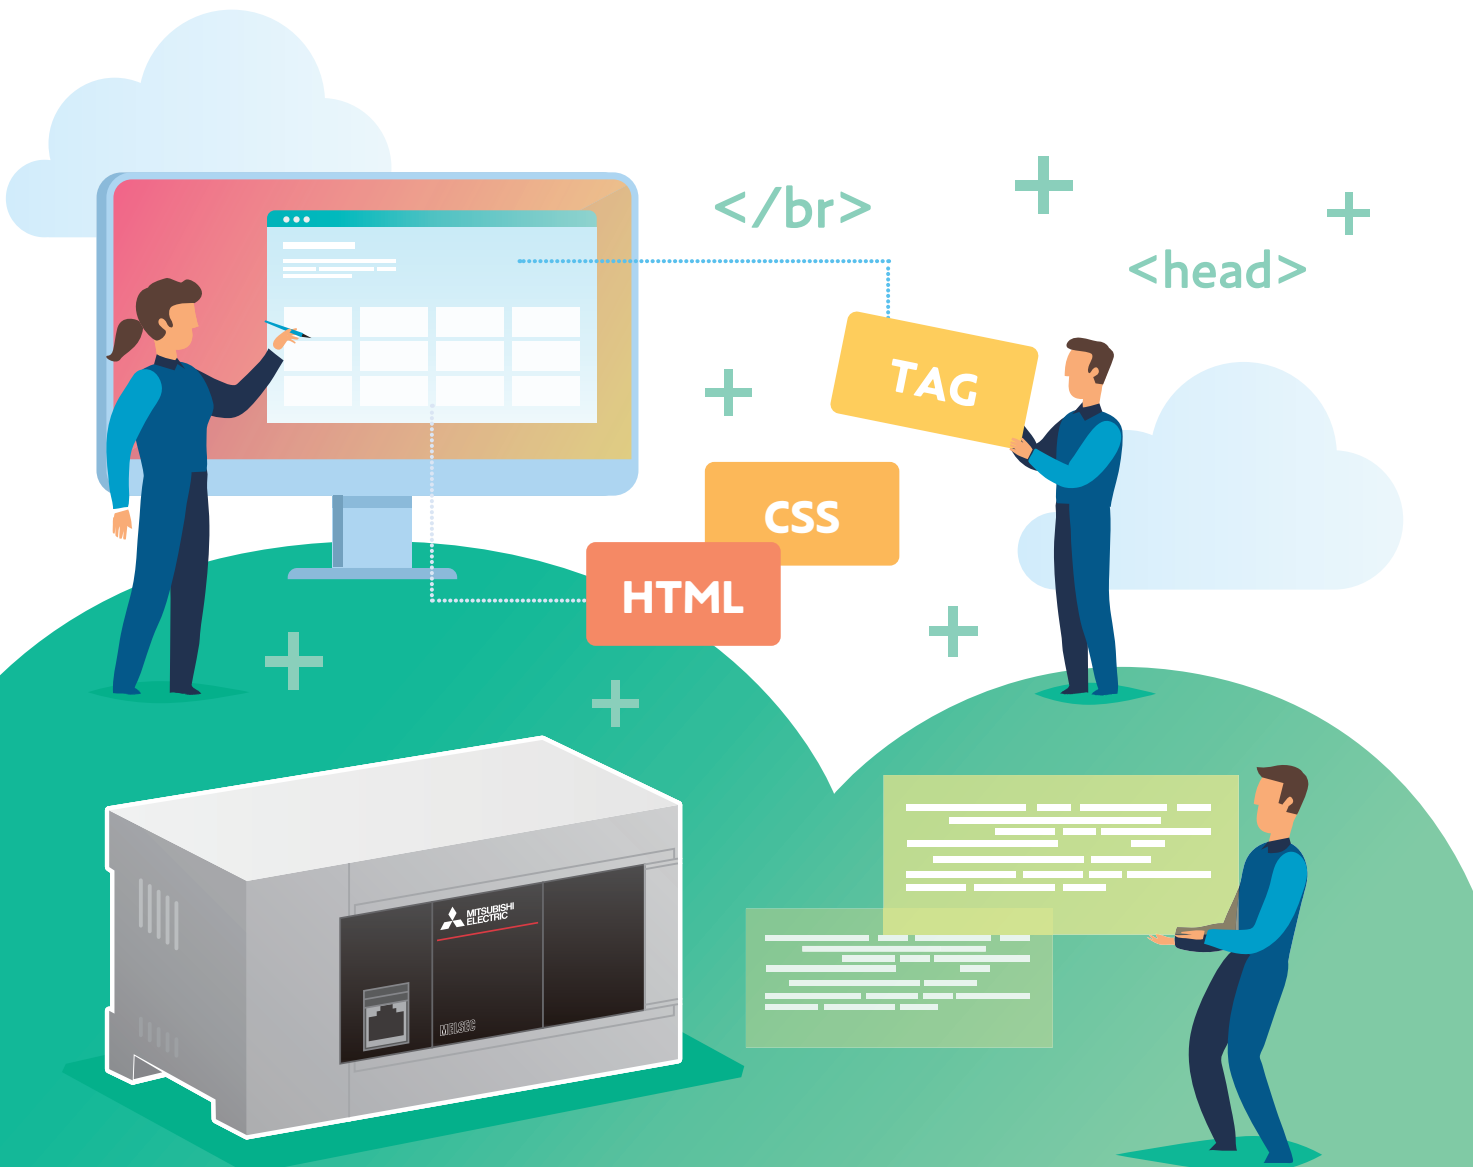 </br>
<head>
TAG
CSS
HTML
MITSUBISHI
ELECTRIC
MELSEC